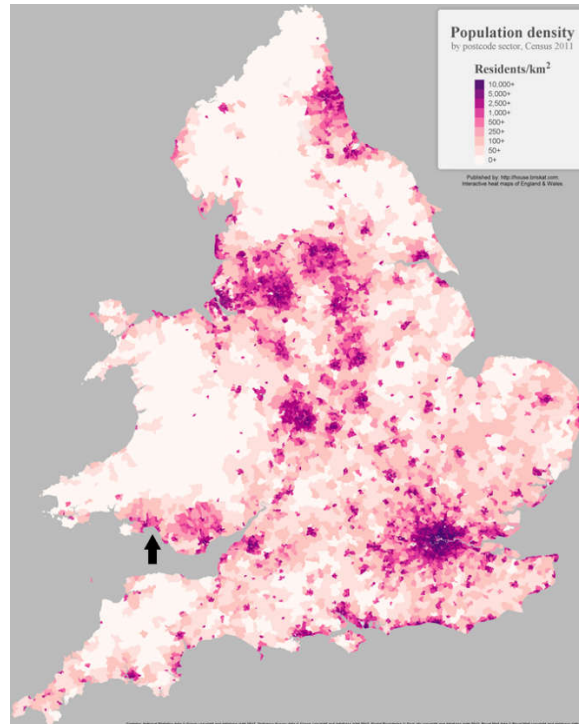 Population density
by postcode sector, Census 2011
Residents/km²
10,000+
5,000+
2,500+
1,000+
500+
250+
100+
50+
0+
Published by: http://house.briskat.com
Interactive heat maps of England & Wales